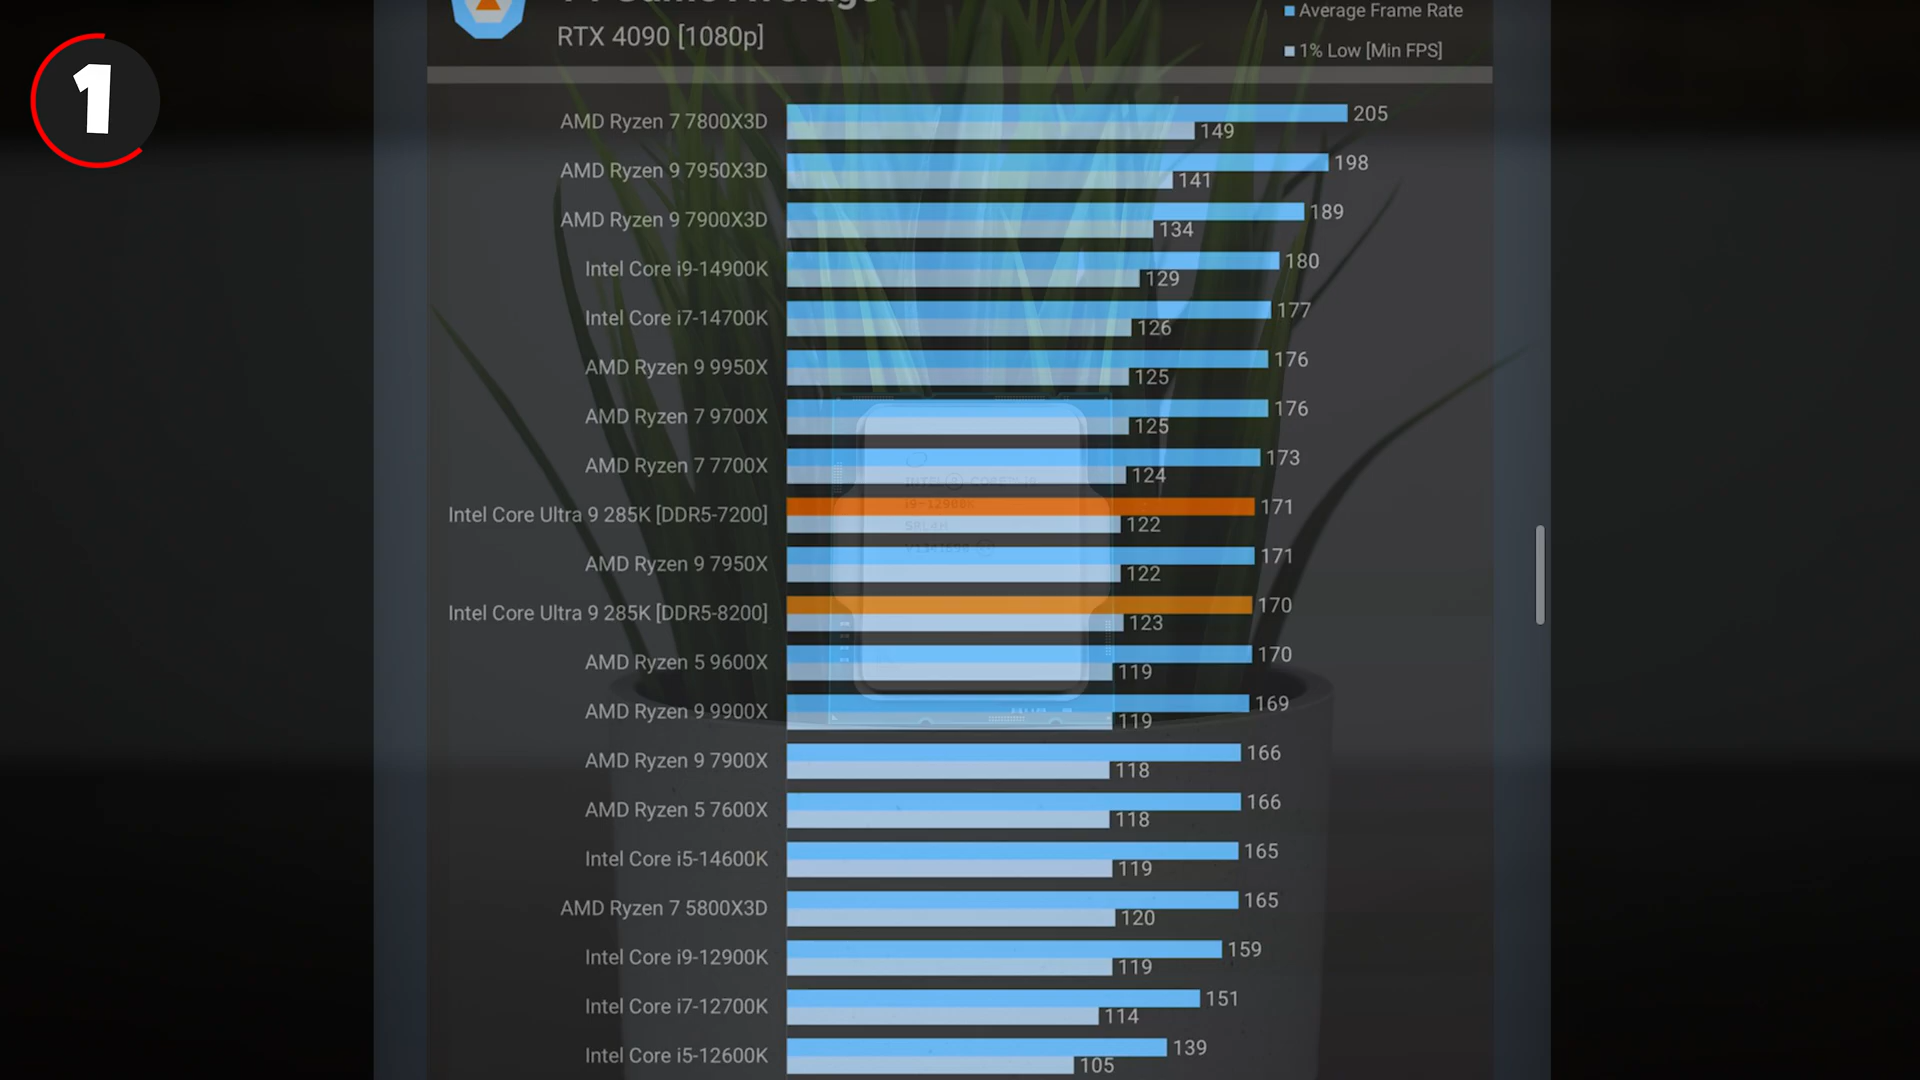 1
RTX 4090 [1080p]
Average Frame Rate
1% Low [Min FPS]
AMD Ryzen 7 7800X3D 205
149
AMD Ryzen 9 7950X3D 198
141
AMD Ryzen 9 7900X3D 189
134
Intel Core i9-14900K 180
129
Intel Core i7-14700K 177
126
AMD Ryzen 9 9950X 176
125
AMD Ryzen 7 9700X 176
125
AMD Ryzen 7 7700X 173
124
Intel Core Ultra 9 285K [DDR5-7200] 171
122
AMD Ryzen 9 7950X 171
122
Intel Core Ultra 9 285K [DDR5-8200] 170
123
AMD Ryzen 5 9600X 170
119
AMD Ryzen 9 9900X 169
119
AMD Ryzen 9 7900X 166
118
AMD Ryzen 5 7600X 166
118
Intel Core i5-14600K 165
119
AMD Ryzen 7 5800X3D 165
120
Intel Core i9-12900K 159
119
Intel Core i7-12700K 151
114
Intel Core i5-12600K 139
105
i9-12900K